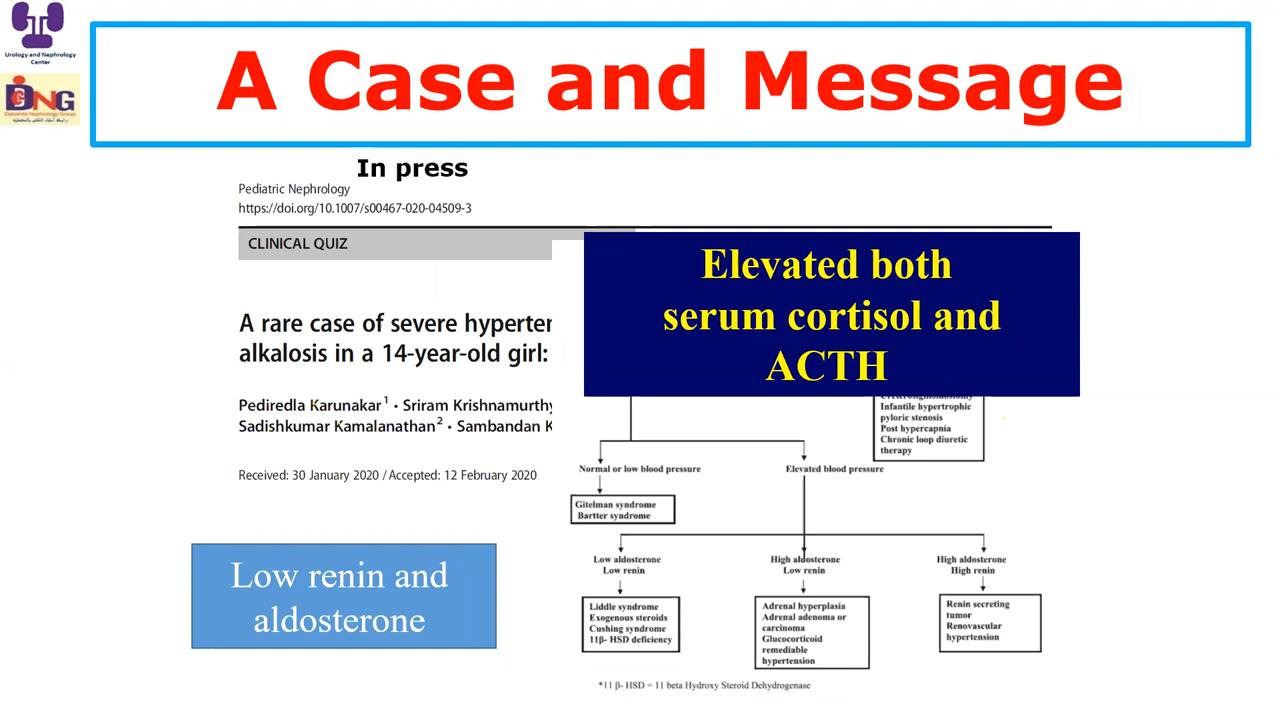 Urology and Nephrology
Center
DNG
Dakahlia Nephrology Group
A Case and Message
In press
Pediatric Nephrology
https://doi.org/10.1007/s00467-020-04509-3
CLINICAL QUIZ
A rare case of severe hyperten
alkalosis in a 14-year-old girl:
Pediredla Karunakar1 • Sriram Krishnamurthy
Sadishkumar Kamalanathan2 • Sambandan K
Received: 30 January 2020 / Accepted: 12 February 2020
Elevated both
serum cortisol and
ACTH
Low renin and
aldosterone
Infantile hypertrophic
pyloric stenosis
Post hypercapnia
Chronic loop diuretic
therapy
Normal or low blood pressure
Elevated blood pressure
Gitelman syndrome
Bartter syndrome
Low aldosterone
Low renin
High aldosterone
Low renin
High aldosterone
High renin
Liddle syndrome
Exogenous steroids
Cushing syndrome
11β- HSD deficiency
Adrenal hyperplasia
Adrenal adenoma or
carcinoma
Glucocorticoid
remediable
hypertension
Renin secreting
tumor
Renovascular
hypertension
*11 β- HSD = 11 beta Hydroxy Steroid Dehydrogenase